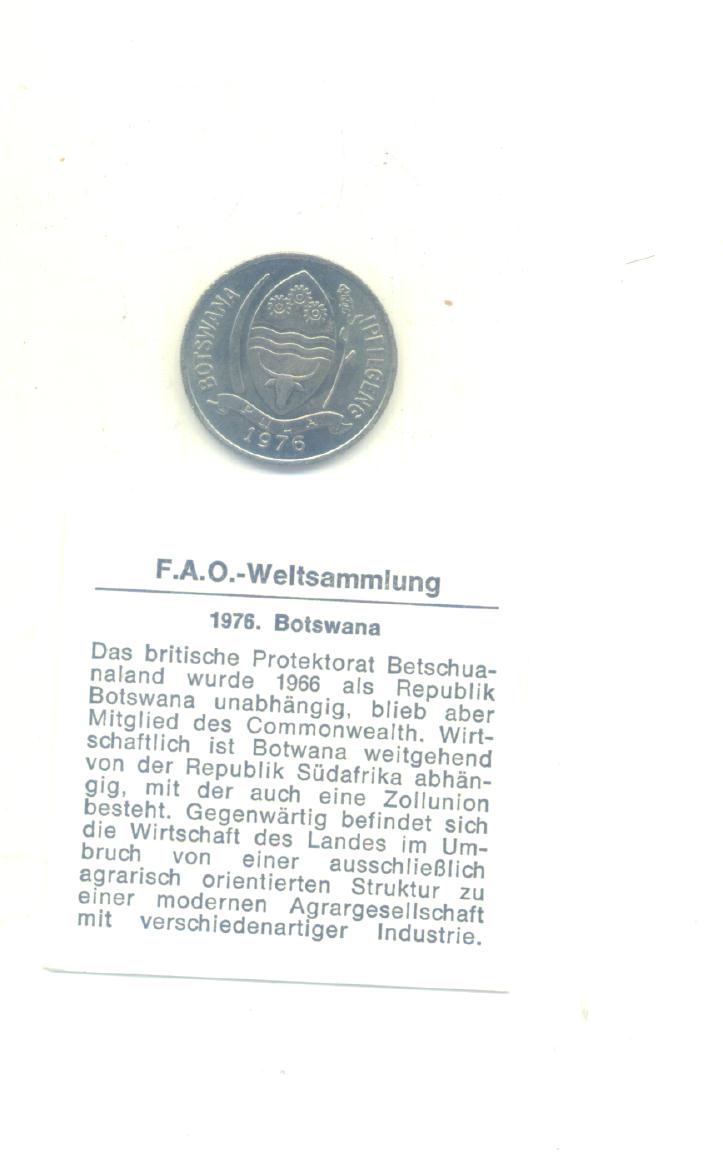 BOTSWANA
IPELEGENG
PULA
1976
F.A.O.-Weltsammlung
1976. Botswana
Das britische Protektorat Betschua-
naland wurde 1966 als Republik
Botswana unabhängig, blieb aber
Mitglied des Commonwealth. Wirt-
schaftlich ist Botwana weitgehend
von der Republik Südafrika abhän-
gig, mit der auch eine Zollunion
besteht. Gegenwärtig befindet sich
die Wirtschaft des Landes im Um-
bruch von einer ausschließlich
agrarisch orientierten Struktur zu
einer modernen Agrargesellschaft
mit verschiedenartiger Industrie.